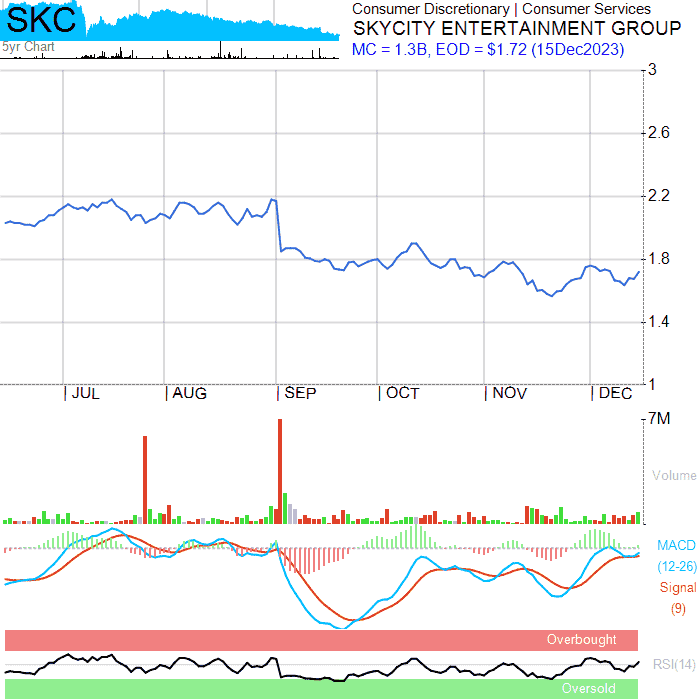 SKC
5yr Chart
Consumer Discretionary | Consumer Services
SKYCITY ENTERTAINMENT GROUP
MC = 1.3B, EOD = $1.72 (15Dec2023)
3
2.6
2.2
1.8
1.4
1
| JUL | AUG | SEP | OCT | NOV | DEC
7M
Volume
MACD
(12-26)
Signal
(9)
Overbought
RSI(14)
Oversold